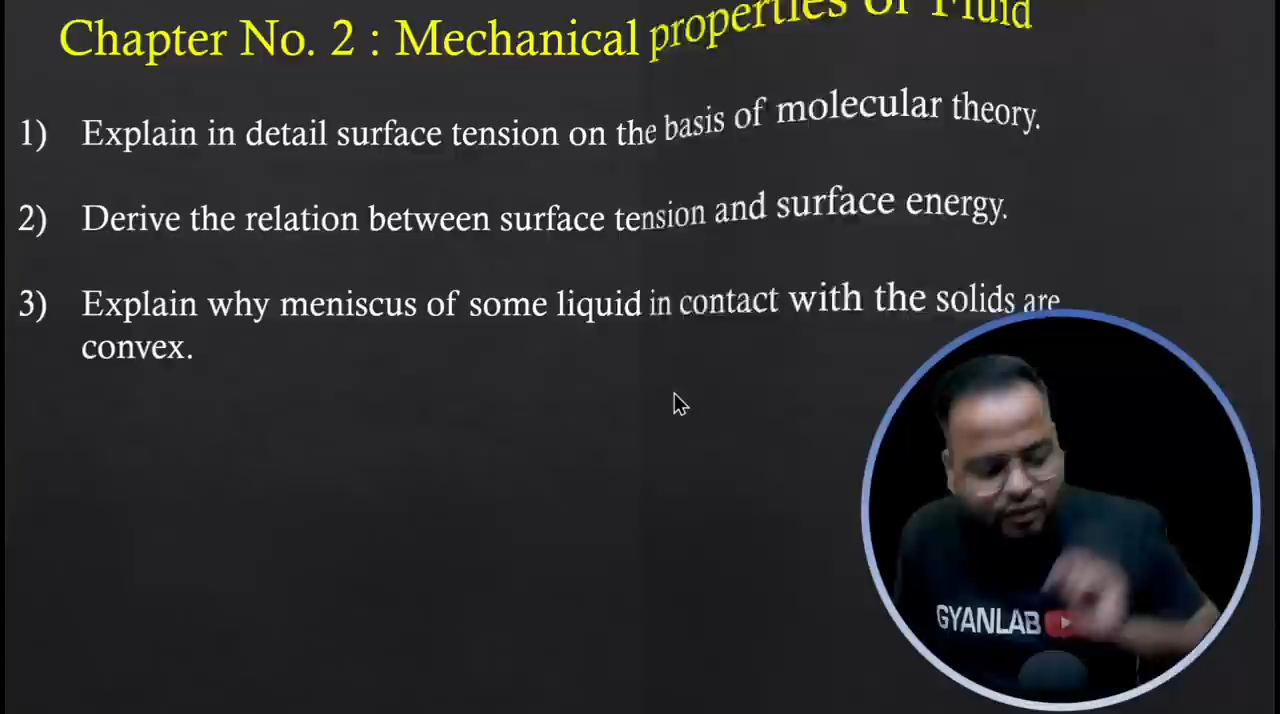 Chapter No. 2 : Mechanical properties of Fluid
1) Explain in detail surface tension on the basis of molecular theory.
2) Derive the relation between surface tension and surface energy.
3) Explain why meniscus of some liquid in contact with the solids are
convex.
GYANLAB